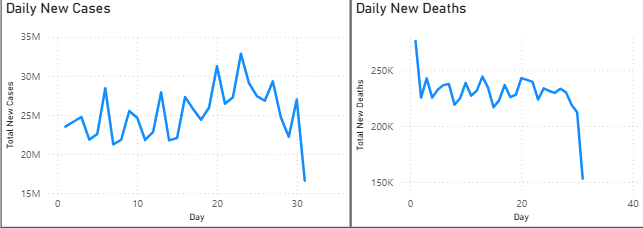 Daily New Cases
Total New Cases
35M
30M
25M
20M
15M
0
10
20
30
Day
Daily New Deaths
Total New Deaths
250K
200K
150K
0
20
40
Day